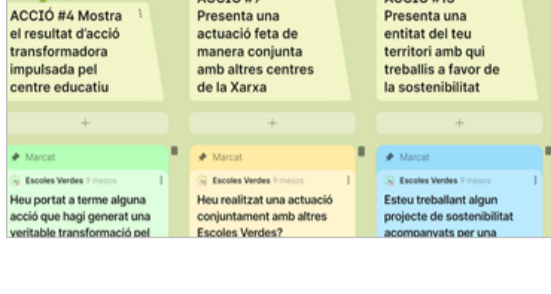 ACCIÓ #4 Mostra
el resultat d'acció
transformadora
impulsada pel
centre educatiu
Presenta una
actuació feta de
manera conjunta
amb altres centres
de la Xarxa
Presenta una
entitat del teu
territori amb qui
treballis a favor de
la sostenibilitat
+
+
+
Marcat
Escoles Verdes 9 mesos
Heu portat a terme alguna
acció que hagi generat una
veritable transformació pel
Marcat
Escoles Verdes 9 mesos
Heu realitzat una actuació
conjuntament amb altres
Escoles Verdes?
Marcat
Escoles Verdes 9 mesos
Esteu treballant algun
projecte de sostenibilitat
acompanyats per una